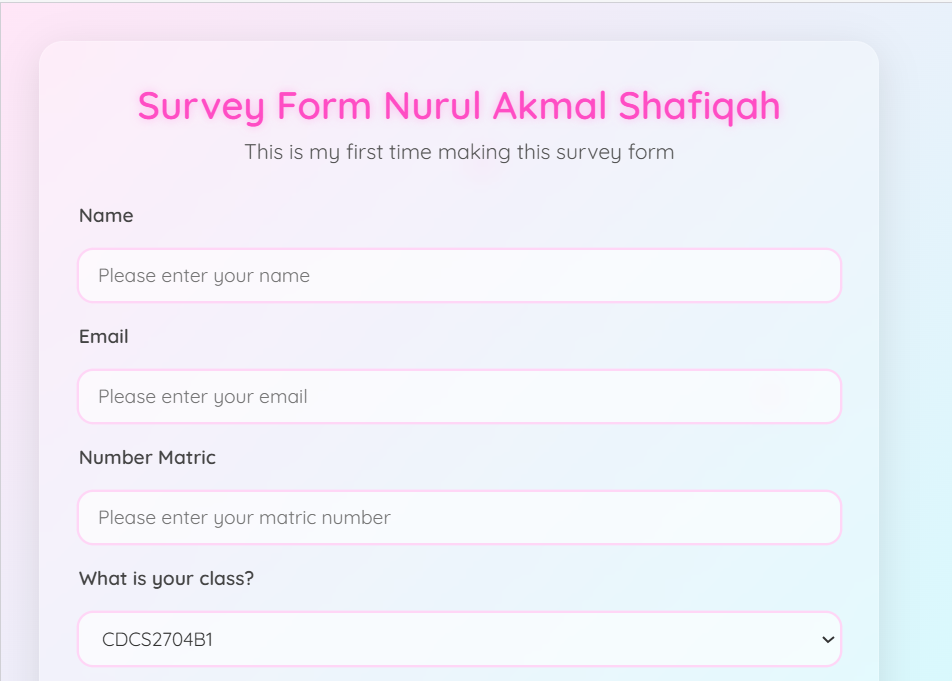 Survey Form Nurul Akmal Shafiqah
This is my first time making this survey form
Name
Please enter your name
Email
Please enter your email
Number Matric
Please enter your matric number
What is your class?
CDCS2704B1